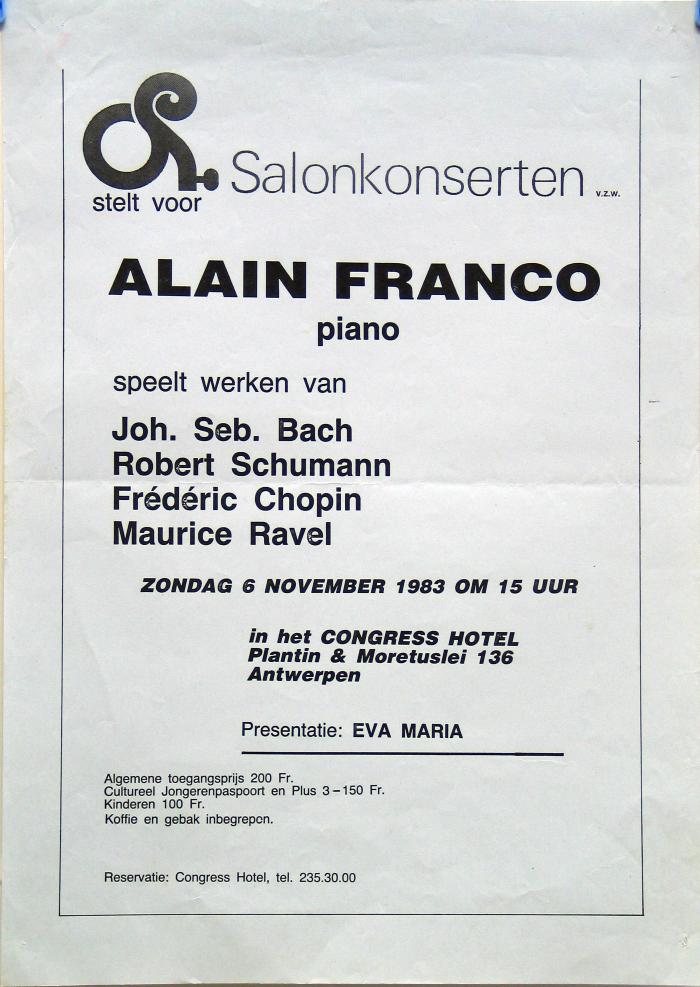 Salonkonserten v.z.w.
stelt voor
ALAIN FRANCO
piano
speelt werken van
Joh. Seb. Bach
Robert Schumann
Frédéric Chopin
Maurice Ravel
ZONDAG 6 NOVEMBER 1983 OM 15 UUR
in het CONGRESS HOTEL
Plantin & Moretuslei 136
Antwerpen
Presentatie: EVA MARIA
Algemene toegangsprijs 200 Fr.
Cultureel Jongerenpaspoort en Plus 3 – 150 Fr.
Kinderen 100 Fr.
Koffie en gebak inbegrepen.
Reservatie: Congress Hotel, tel. 235.30.00